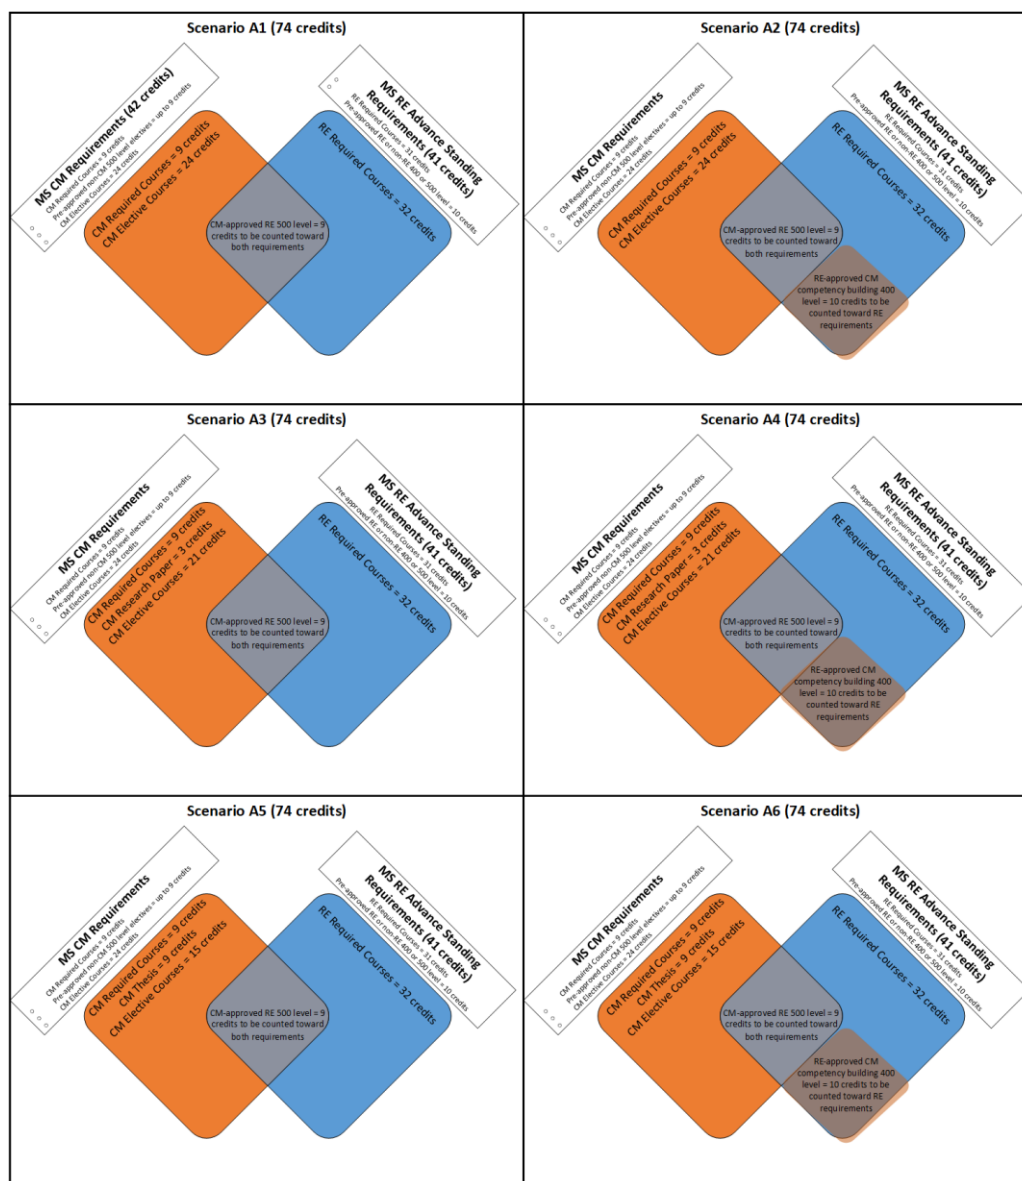 Scenario A1 (74 credits)
MS CM Requirements (42 credits)
CM Required Courses = 9 credits
Pre-approved non-CM 500 level electives = up to 9 credits
CM Elective Courses = 24 credits
MS RE Advance Standing
Requirements (41 credits)
RE Required Courses = 31 credits
Pre-approved RE or non-RE 400 or 500 level = 10 credits
CM Required Courses = 9 credits
CM Elective Courses = 24 credits
RE Required Courses = 32 credits
CM-approved RE 500 level = 9
credits to be counted toward
both requirements
Scenario A2 (74 credits)
MS CM Requirements
CM Required Courses = 9 credits
Pre-approved non-CM 500 level electives = up to 9 credits
CM Elective Courses = 24 credits
MS RE Advance Standing
Requirements (41 credits)
RE Required Courses = 31 credits
Pre-approved RE or non-RE 400 or 500 level = 10 credits
CM Required Courses = 9 credits
CM Elective Courses = 24 credits
RE Required Courses = 32 credits
CM-approved RE 500 level = 9
credits to be counted toward
both requirements
RE-approved CM
competency building 400
level = 10 credits to be
counted toward RE
requirements
Scenario A3 (74 credits)
MS CM Requirements
CM Required Courses = 9 credits
Pre-approved non-CM 500 level electives = up to 9 credits
CM Elective Courses = 24 credits
MS RE Advance Standing
Requirements (41 credits)
RE Required Courses = 31 credits
Pre-approved RE or non-RE 400 or 500 level = 10 credits
CM Required Courses = 9 credits
CM Research Paper = 3 credits
CM Elective Courses = 21 credits
RE Required Courses = 32 credits
CM-approved RE 500 level = 9
credits to be counted toward
both requirements
Scenario A4 (74 credits)
MS CM Requirements
CM Required Courses = 9 credits
Pre-approved non-CM 500 level electives = up to 9 credits
CM Elective Courses = 24 credits
MS RE Advance Standing
Requirements (41 credits)
RE Required Courses = 31 credits
Pre-approved RE or non-RE 400 or 500 level = 10 credits
CM Required Courses = 9 credits
CM Research Paper = 3 credits
CM Elective Courses = 21 credits
RE Required Courses = 32 credits
CM-approved RE 500 level = 9
credits to be counted toward
both requirements
RE-approved CM
competency building 400
level = 10 credits to be
counted toward RE
requirements
Scenario A5 (74 credits)
MS CM Requirements
CM Required Courses = 9 credits
Pre-approved non-CM 500 level electives = up to 9 credits
CM Elective Courses = 24 credits
MS RE Advance Standing
Requirements (41 credits)
RE Required Courses = 31 credits
Pre-approved RE or non-RE 400 or 500 level = 10 credits
CM Required Courses = 9 credits
CM Thesis = 9 credits
CM Elective Courses = 15 credits
RE Required Courses = 32 credits
CM-approved RE 500 level = 9
credits to be counted toward
both requirements
Scenario A6 (74 credits)
MS CM Requirements
CM Required Courses = 9 credits
Pre-approved non-CM 500 level electives = up to 9 credits
CM Elective Courses = 24 credits
MS RE Advance Standing
Requirements (41 credits)
RE Required Courses = 31 credits
Pre-approved RE or non-RE 400 or 500 level = 10 credits
CM Required Courses = 9 credits
CM Thesis = 9 credits
CM Elective Courses = 15 credits
RE Required Courses = 32 credits
CM-approved RE 500 level = 9
credits to be counted toward
both requirements
RE-approved CM
competency building 400
level = 10 credits to be
counted toward RE
requirements